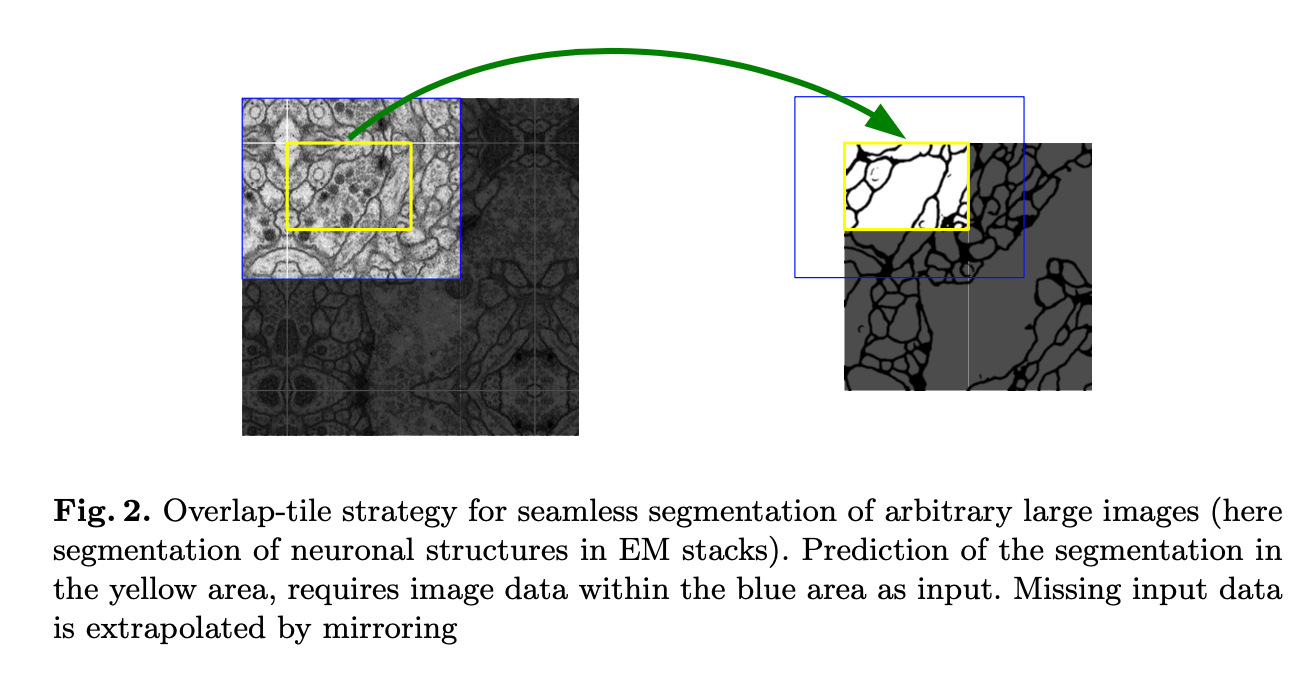 Fig. 2. Overlap-tile strategy for seamless segmentation of arbitrary large images (here
segmentation of neuronal structures in EM stacks). Prediction of the segmentation in
the yellow area, requires image data within the blue area as input. Missing input data
is extrapolated by mirroring